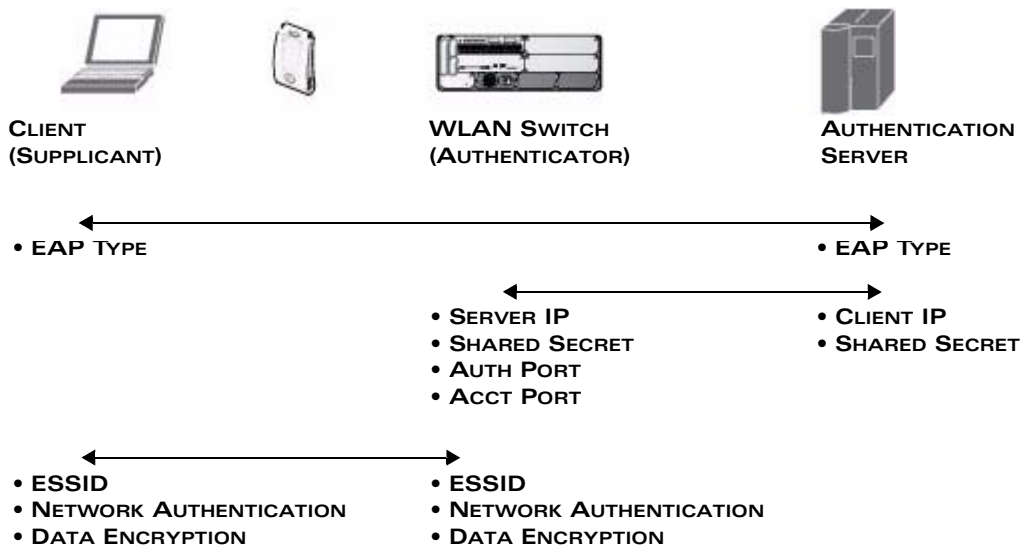 CLIENT
(SUPPLICANT)
WLAN SWITCH
(AUTHENTICATOR)
AUTHENTICATION
SERVER
• EAP TYPE
• EAP TYPE
• SERVER IP
• SHARED SECRET
• AUTH PORT
• ACCT PORT
• CLIENT IP
• SHARED SECRET
• ESSID
• NETWORK AUTHENTICATION
• DATA ENCRYPTION
• ESSID
• NETWORK AUTHENTICATION
• DATA ENCRYPTION